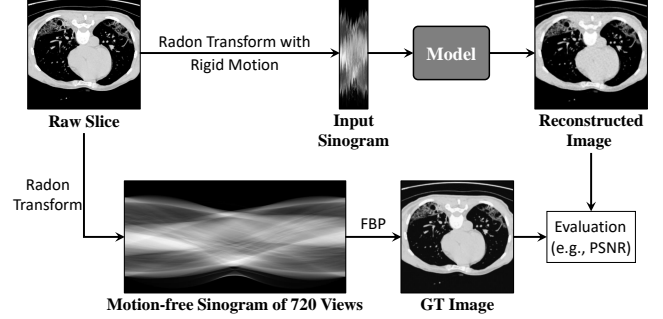 Radon Transform with
Rigid Motion
Model
Raw Slice
Input
Sinogram
Reconstructed
Image
Radon
Transform
FBP
Evaluation
(e.g., PSNR)
Motion-free Sinogram of 720 Views
GT Image